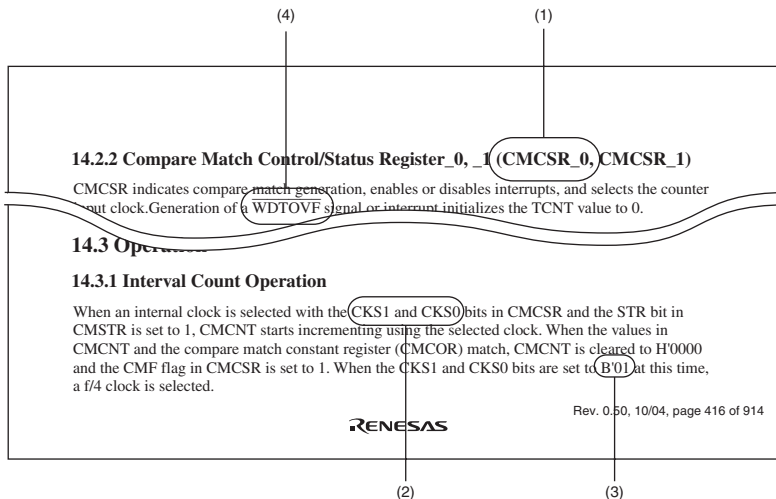 (4)
(1)
14.2.2 Compare Match Control/Status Register_0, _1 (CMCSR_0, CMCSR_1)
CMCSR indicates compare match generation, enables or disables interrupts, and selects the counter
input clock.Generation of a WDTOVF signal or interrupt initializes the TCNT value to 0.
14.3 Operation
14.3.1 Interval Count Operation
When an internal clock is selected with the CKS1 and CKS0 bits in CMCSR and the STR bit in
CMSTR is set to 1, CMCNT starts incrementing using the selected clock. When the values in
CMCNT and the compare match constant register (CMCOR) match, CMCNT is cleared to H'0000
and the CMF flag in CMCSR is set to 1. When the CKS1 and CKS0 bits are set to B'01 at this time,
a f/4 clock is selected.
Rev. 0.50, 10/04, page 416 of 914
RENESAS
(2)
(3)